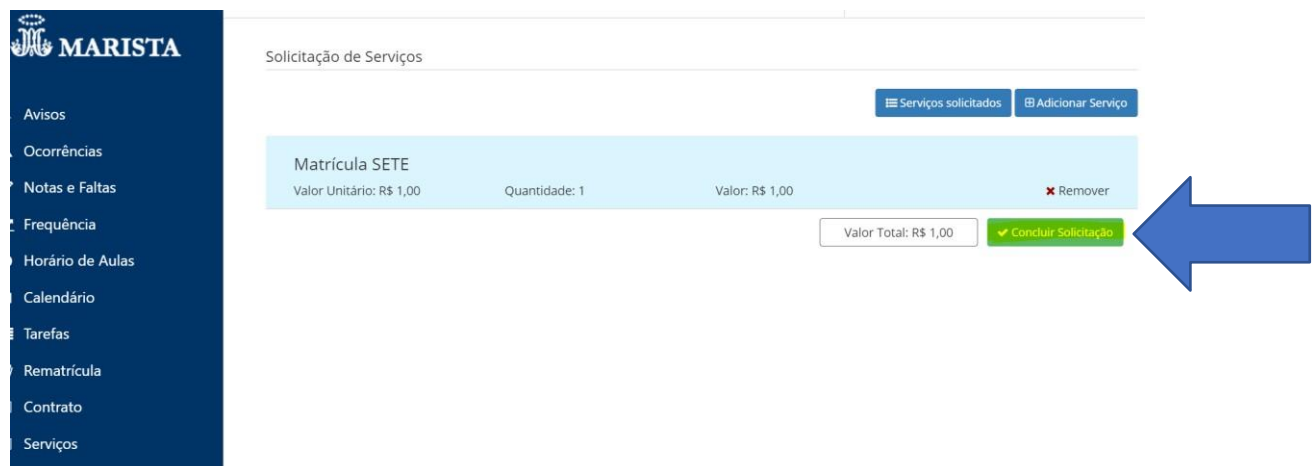 MARISTA
Avisos
Ocorrências
Notas e Faltas
Frequência
Horário de Aulas
Calendário
Tarefas
Rematrícula
Contrato
Serviços
Solicitação de Serviços
Serviços solicitados Adicionar Serviço
Matrícula SETE
Valor Unitário: R$ 1,00 Quantidade: 1 Valor: R$ 1,00 Remover
Valor Total: R$ 1,00 Concluir Solicitação